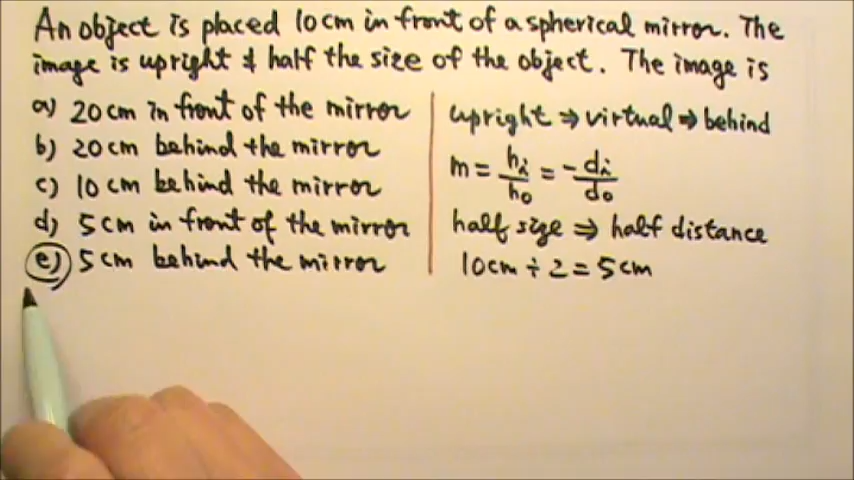 An object is placed 10cm in front of a spherical mirror. The
image is upright & half the size of the object. The image is
a) 20cm in front of the mirror
b) 20cm behind the mirror
c) 10cm behind the mirror
d) 5cm in front of the mirror
e) 5cm behind the mirror
upright ⇒ virtual ⇒ behind
m = hi/ho = - di/do
half size ⇒ half distance
10cm ÷ 2 = 5cm